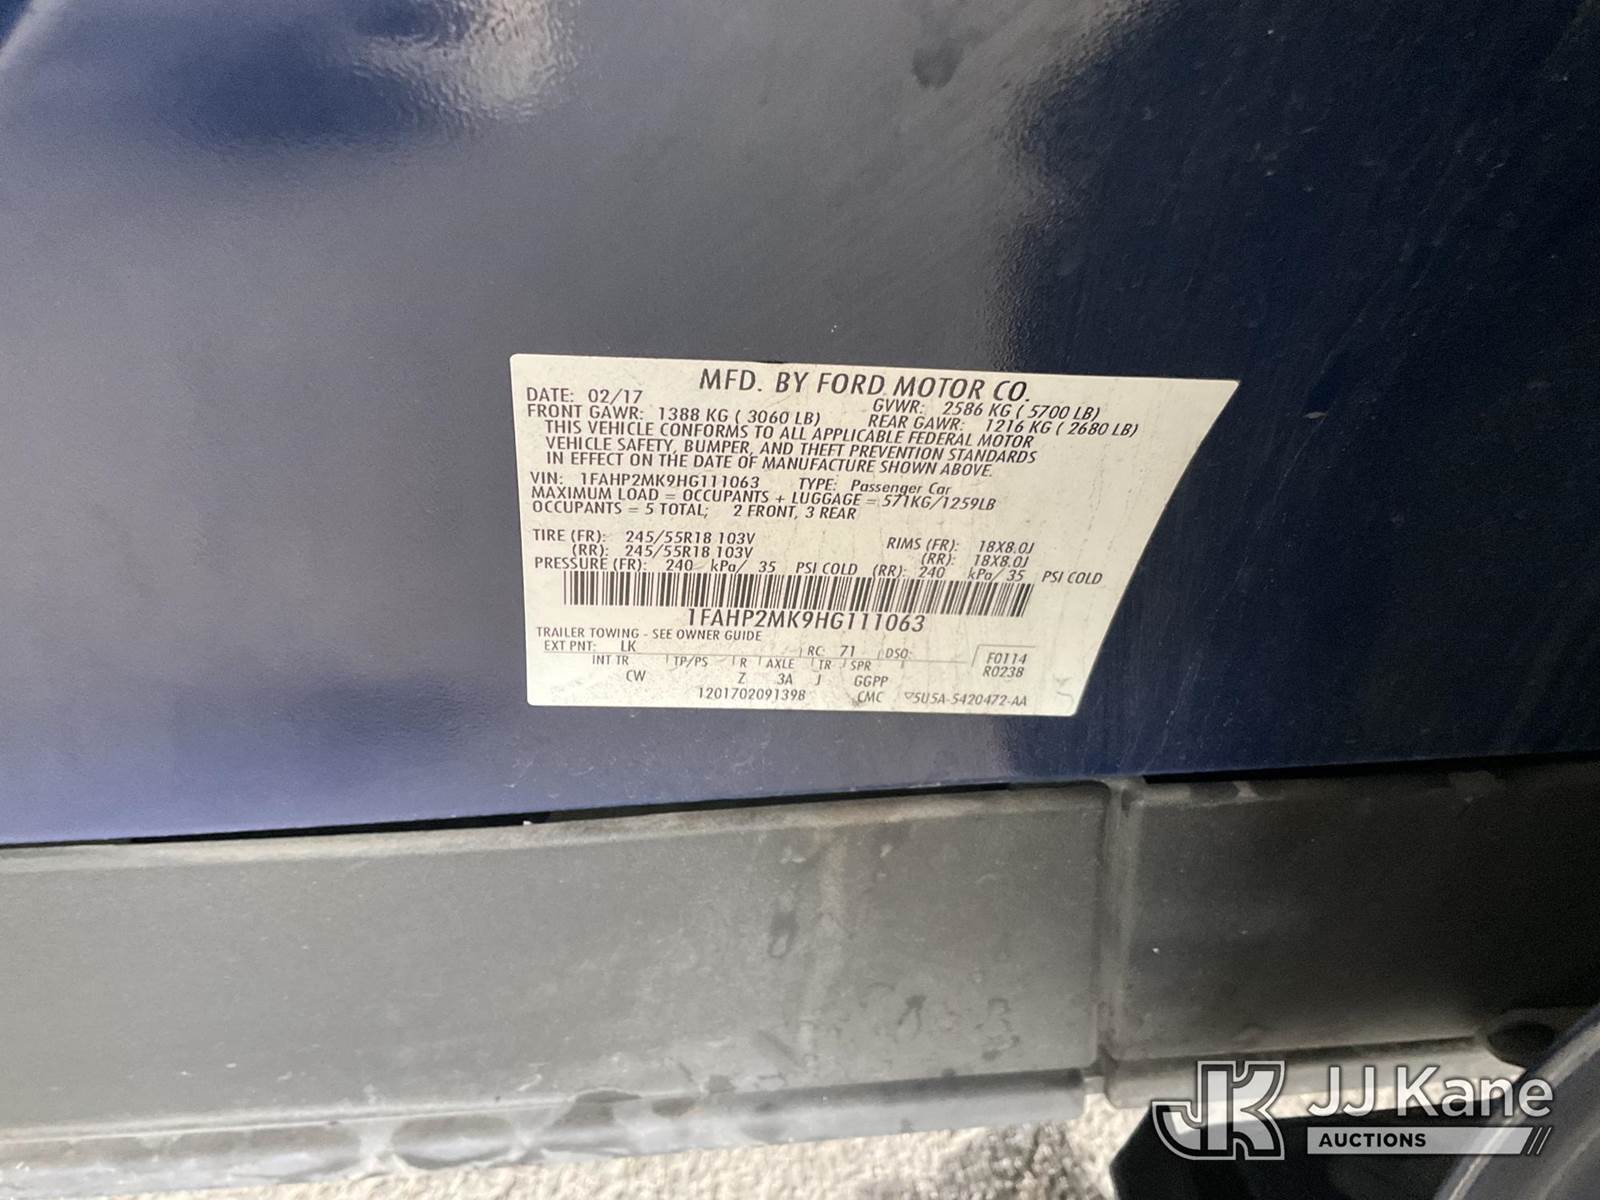 MFD. BY FORD MOTOR CO.
DATE: 02/17 GVWR: 2586 KG ( 5700 LB)
FRONT GAWR: 1388 KG ( 3060 LB) REAR GAWR: 1216 KG ( 2680 LB)
THIS VEHICLE CONFORMS TO ALL APPLICABLE FEDERAL MOTOR
VEHICLE SAFETY, BUMPER, AND THEFT PREVENTION STANDARDS
IN EFFECT ON THE DATE OF MANUFACTURE SHOWN ABOVE.
VIN: 1FAHP2MK9HG111063 TYPE: Passenger Car
MAXIMUM LOAD = OCCUPANTS + LUGGAGE = 571KG/1259LB
OCCUPANTS = 5 TOTAL; 2 FRONT, 3 REAR
TIRE (FR): 245/55R18 103V RIMS (FR): 18X8.0J
(RR): 245/55R18 103V (RR): 18X8.0J
PRESSURE (FR): 240 kPa/ 35 PSI COLD (RR): 240 kPa/ 35 PSI COLD
1FAHP2MK9HG111063
TRAILER TOWING - SEE OWNER GUIDE
EXT PNT: LK RC: 71 DSO: F0114
INT TR TP/PS R AXLE TR SPR R0238
CW Z 3A J GGPP
1201702091398 CMC 5U5A-5420472-AA
JK JJ Kane
AUCTIONS